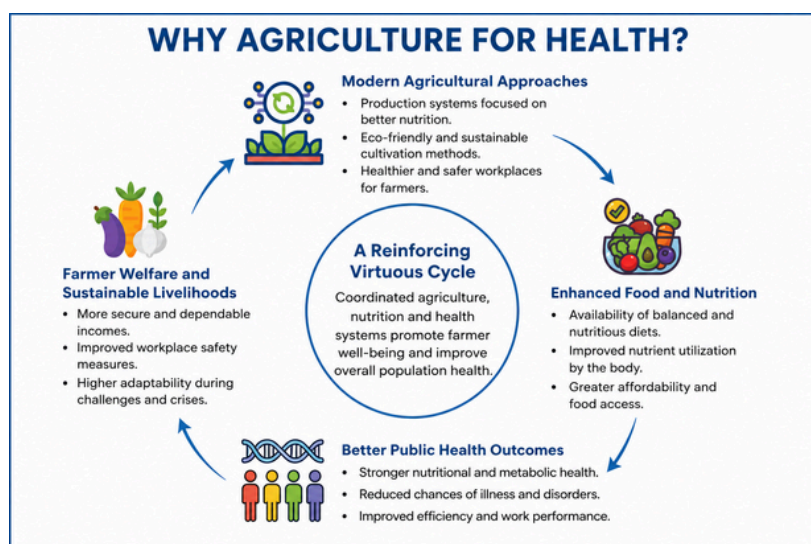 WHY AGRICULTURE FOR HEALTH?
Modern Agricultural Approaches
• Production systems focused on
better nutrition.
• Eco-friendly and sustainable
cultivation methods.
• Healthier and safer workplaces
for farmers.
Enhanced Food and Nutrition
• Availability of balanced and
nutritious diets.
• Improved nutrient utilization
by the body.
• Greater affordability and
food access.
Better Public Health Outcomes
• Stronger nutritional and metabolic health.
• Reduced chances of illness and disorders.
• Improved efficiency and work performance.
Farmer Welfare and
Sustainable Livelihoods
• More secure and dependable
incomes.
• Improved workplace safety
measures.
• Higher adaptability during
challenges and crises.
A Reinforcing
Virtuous Cycle
Coordinated agriculture,
nutrition and health
systems promote farmer
well-being and improve
overall population health.